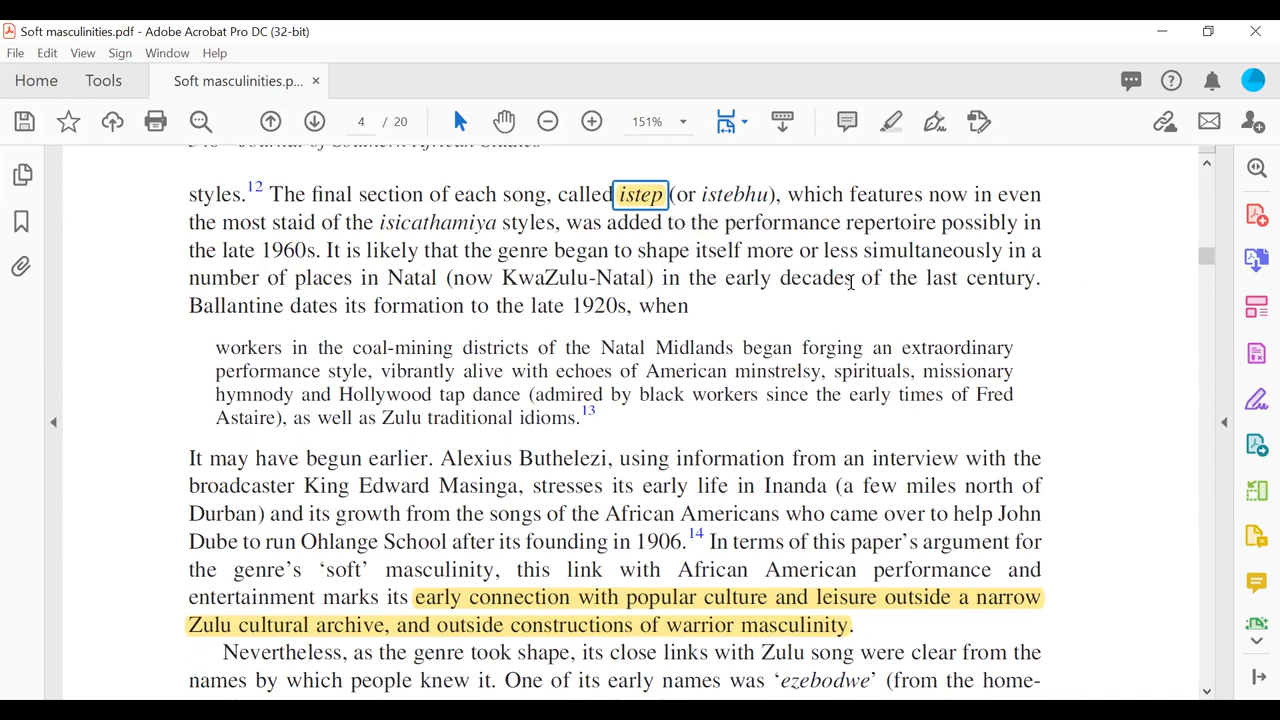 Soft masculinities.pdf - Adobe Acrobat Pro DC (32-bit)
File Edit View Sign Window Help
Home Tools Soft masculinities.p... ×
4 / 20 151%
Journal of Southern African Studies
styles.12 The final section of each song, called istep (or istebhu), which features now in even
the most staid of the isicathamiya styles, was added to the performance repertoire possibly in
the late 1960s. It is likely that the genre began to shape itself more or less simultaneously in a
number of places in Natal (now KwaZulu-Natal) in the early decades of the last century.
Ballantine dates its formation to the late 1920s, when
workers in the coal-mining districts of the Natal Midlands began forging an extraordinary
performance style, vibrantly alive with echoes of American minstrelsy, spirituals, missionary
hymnody and Hollywood tap dance (admired by black workers since the early times of Fred
Astaire), as well as Zulu traditional idioms.13
It may have begun earlier. Alexius Buthelezi, using information from an interview with the
broadcaster King Edward Masinga, stresses its early life in Inanda (a few miles north of
Durban) and its growth from the songs of the African Americans who came over to help John
Dube to run Ohlange School after its founding in 1906.14 In terms of this paper's argument for
the genre's ‘soft’ masculinity, this link with African American performance and
entertainment marks its early connection with popular culture and leisure outside a narrow
Zulu cultural archive, and outside constructions of warrior masculinity.
Nevertheless, as the genre took shape, its close links with Zulu song were clear from the
names by which people knew it. One of its early names was ‘ezebodwe’ (from the home-